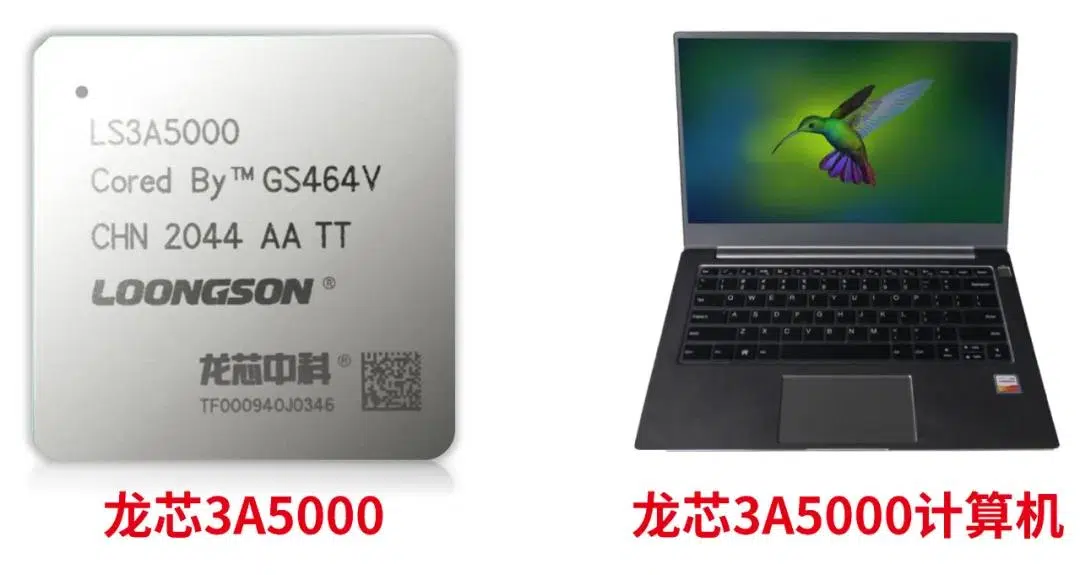 LS3A5000
Cored By™ GS464V
CHN 2044 AA TT
LOONGSON®
龙芯中科®
TF000940J0346
龙芯3A5000
Q W E R T Y U I O P
A S D F G H J K L
Z X C V B N M
龙芯3A5000计算机